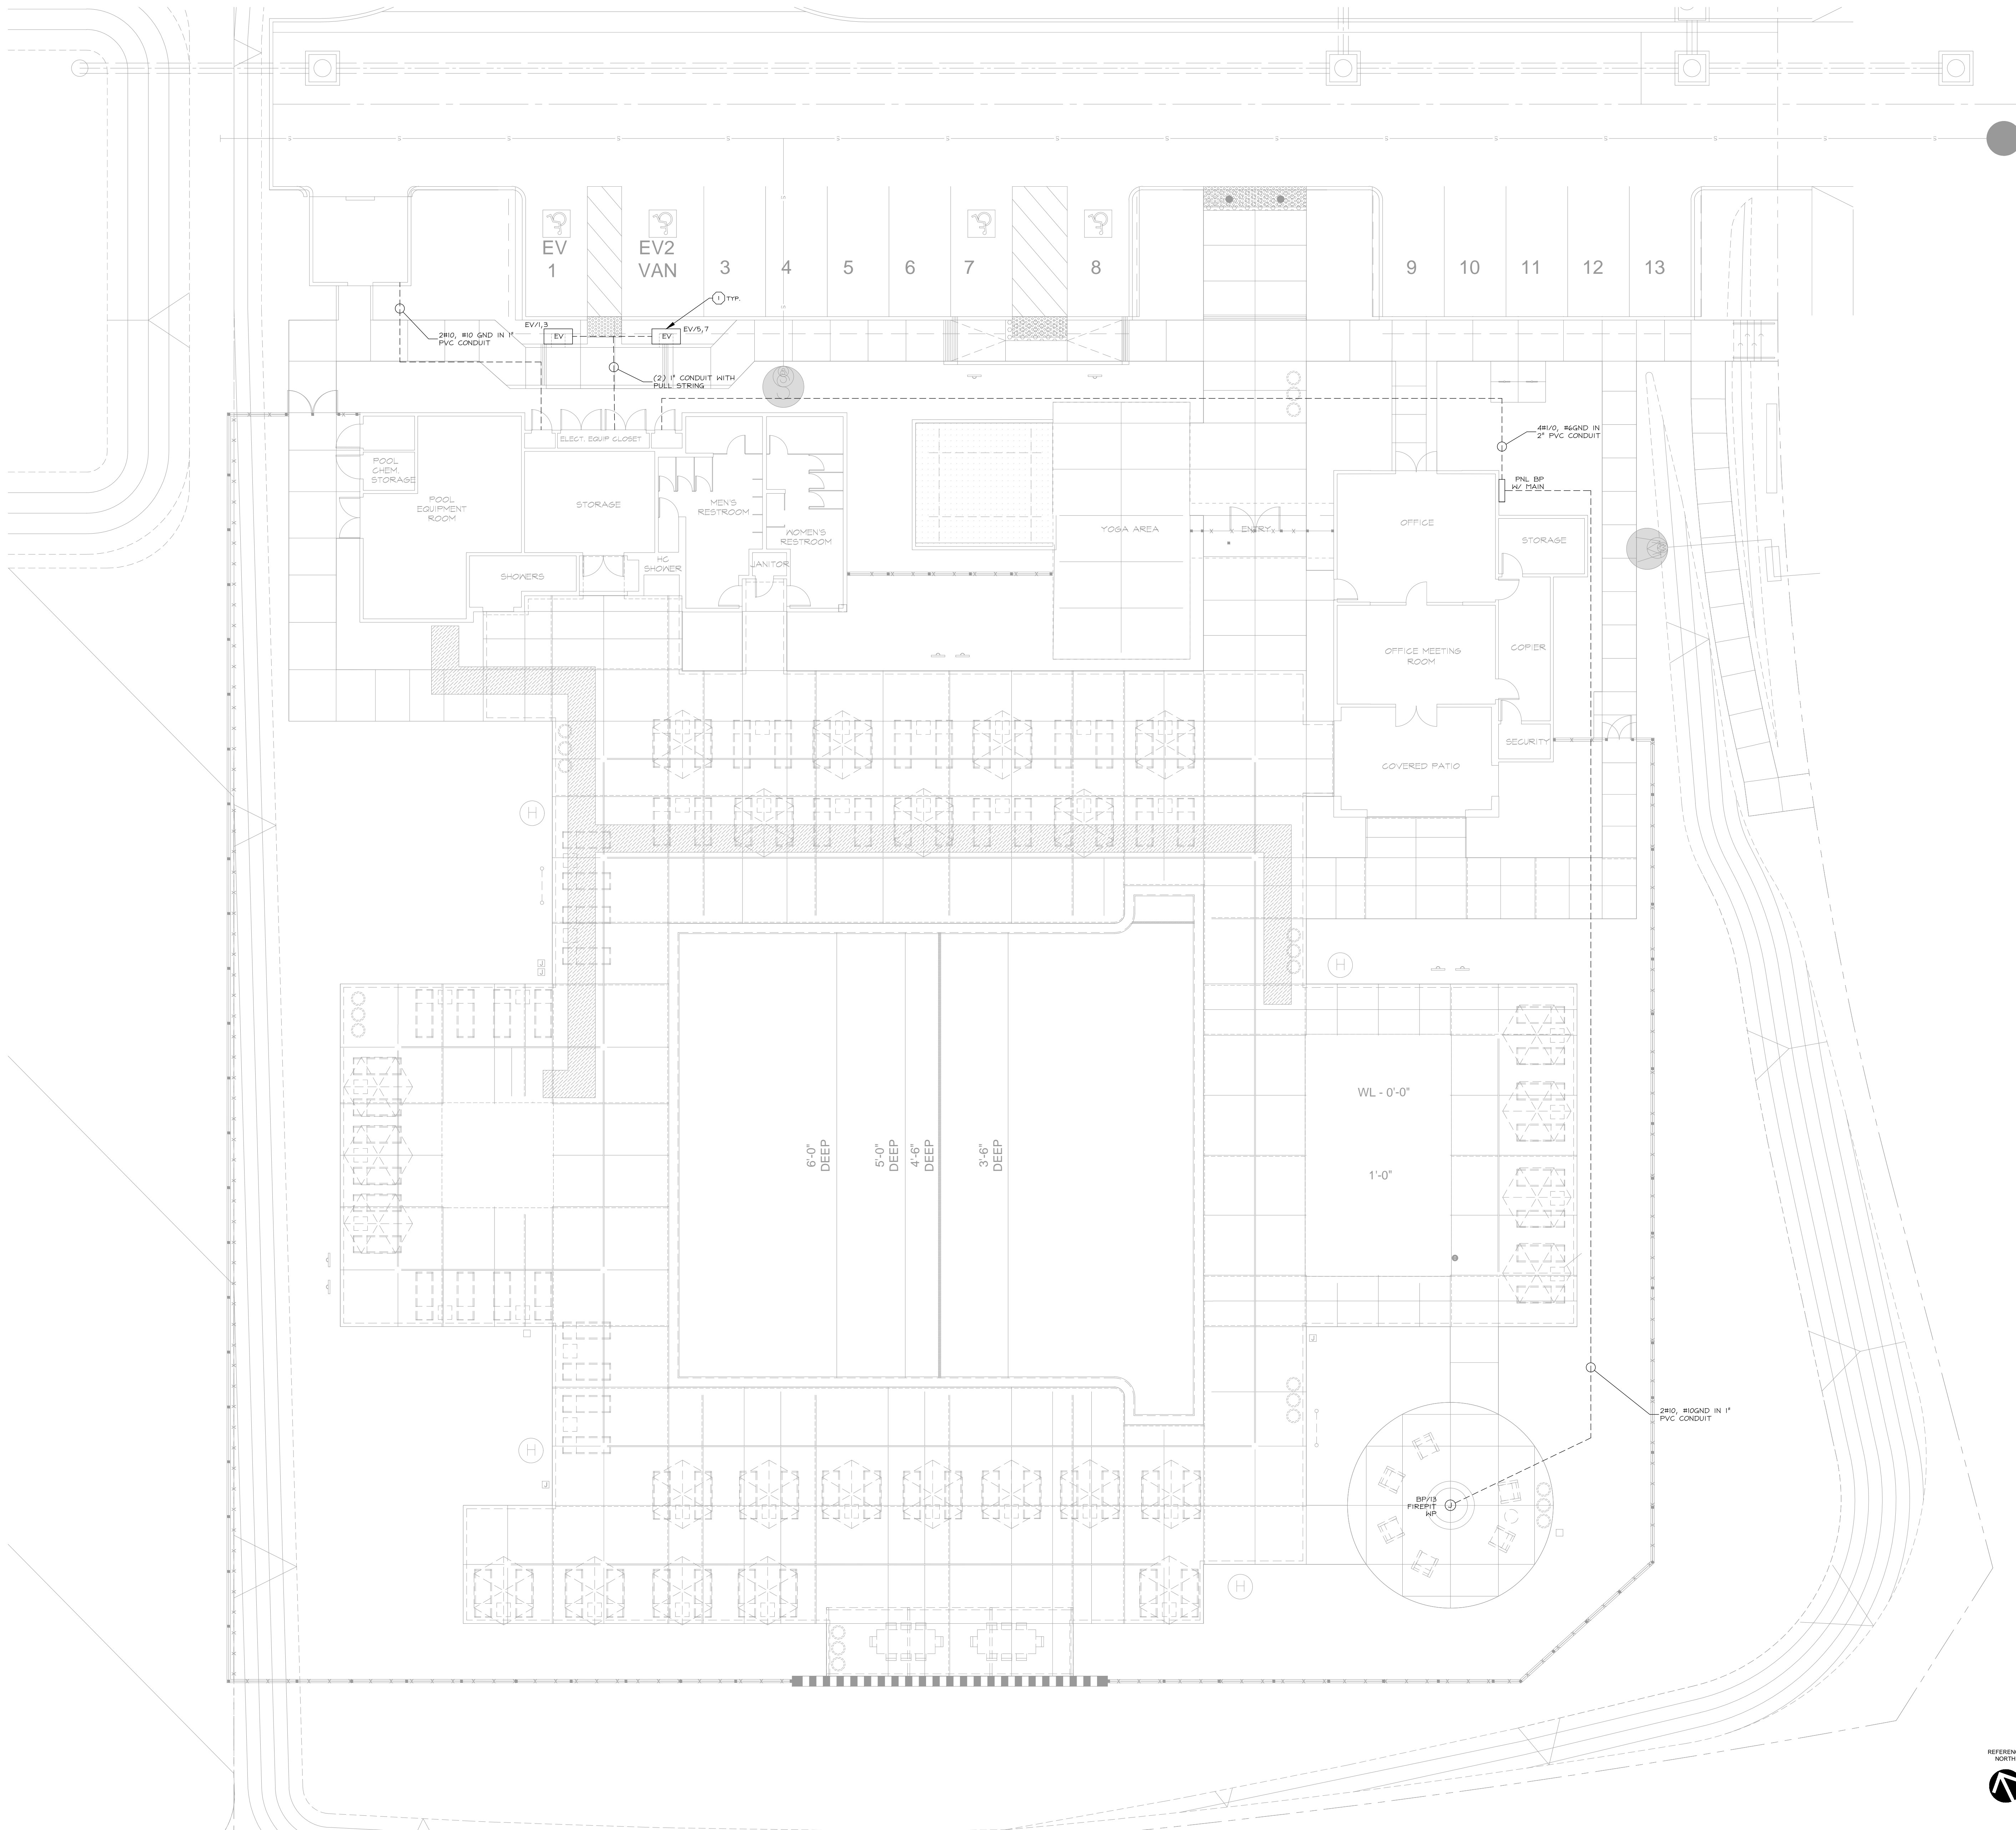 EV
1
EV2
VAN
3
4
5
6
7
8
9
10
11
12
13
1 TYP.
EV/1,3
EV
EV
EV/5,7
2#10, #10 GND IN 1"
PVC CONDUIT
(2) 1" CONDUIT WITH
PULL STRING
4#1/0, #6GND IN
2" PVC CONDUIT
ELECT. EQUIP CLOSET
POOL
CHEM.
STORAGE
POOL
EQUIPMENT
ROOM
STORAGE
MEN'S
RESTROOM
WOMEN'S
RESTROOM
HC
SHOWER
JANITOR
SHOWERS
YOGA AREA
ENTRY
OFFICE
PNL BP
W/ MAIN
STORAGE
OFFICE MEETING
ROOM
COPIER
SECURITY
COVERED PATIO
H
H
J
J
6'-0"
DEEP
5'-0"
DEEP
4'-6"
DEEP
3'-6"
DEEP
WL - 0'-0"
1'-0"
J
2#10, #10GND IN 1"
PVC CONDUIT
H
J
BP/13
FIREPIT
WP
J
H
NORTH